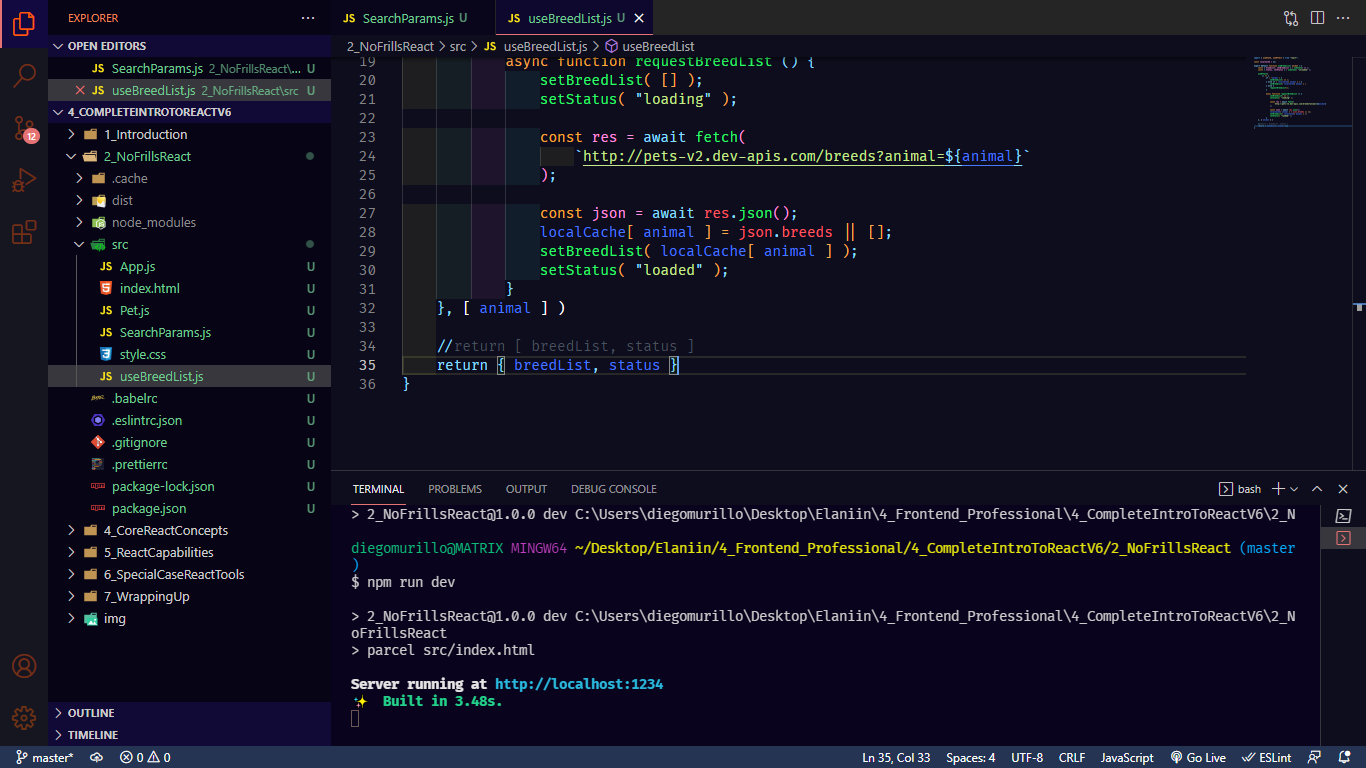 EXPLORER
OPEN EDITORS
JS SearchParams.js 2_NoFrillsReact\... U
JS useBreedList.js 2_NoFrillsReact\src U
4_COMPLETEINTROTOREACTV6
1_Introduction
2_NoFrillsReact
.cache
dist
node_modules
src
JS App.js U
index.html U
JS Pet.js U
JS SearchParams.js U
style.css U
JS useBreedList.js U
.babelrc U
.eslintrc.json U
.gitignore U
.prettierrc U
package-lock.json U
package.json U
4_CoreReactConcepts
5_ReactCapabilities
6_SpecialCaseReactTools
7_WrappingUp
img
OUTLINE
TIMELINE
12
JS SearchParams.js U
JS useBreedList.js U
2_NoFrillsReact > src > JS useBreedList.js > useBreedList
19 async function requestBreedList () {
20 setBreedList( [] );
21 setStatus( "loading" );
22
23 const res = await fetch(
24 `http://pets-v2.dev-apis.com/breeds?animal=${animal}`
25 );
26
27 const json = await res.json();
28 localCache[ animal ] = json.breeds || [];
29 setBreedList( localCache[ animal ] );
30 setStatus( "loaded" );
31 }
32 }, [ animal ] )
33
34 //return [ breedList, status ]
35 return { breedList, status }
36 }
TERMINAL PROBLEMS OUTPUT DEBUG CONSOLE
bash
> 2_NoFrillsReact@1.0.0 dev C:\Users\diegomurillo\Desktop\Elaniin\4_Frontend_Professional\4_CompleteIntroToReactV6\2_N
diegomurillo@MATRIX MINGW64 ~/Desktop/Elaniin/4_Frontend_Professional/4_CompleteIntroToReactV6/2_NoFrillsReact (master
)
$ npm run dev
> 2_NoFrillsReact@1.0.0 dev C:\Users\diegomurillo\Desktop\Elaniin\4_Frontend_Professional\4_CompleteIntroToReactV6\2_N
oFrillsReact
> parcel src/index.html
Server running at http://localhost:1234
✨ Built in 3.48s.
master* 0 0 Ln 35, Col 33 Spaces: 4 UTF-8 CRLF JavaScript Go Live ESLint